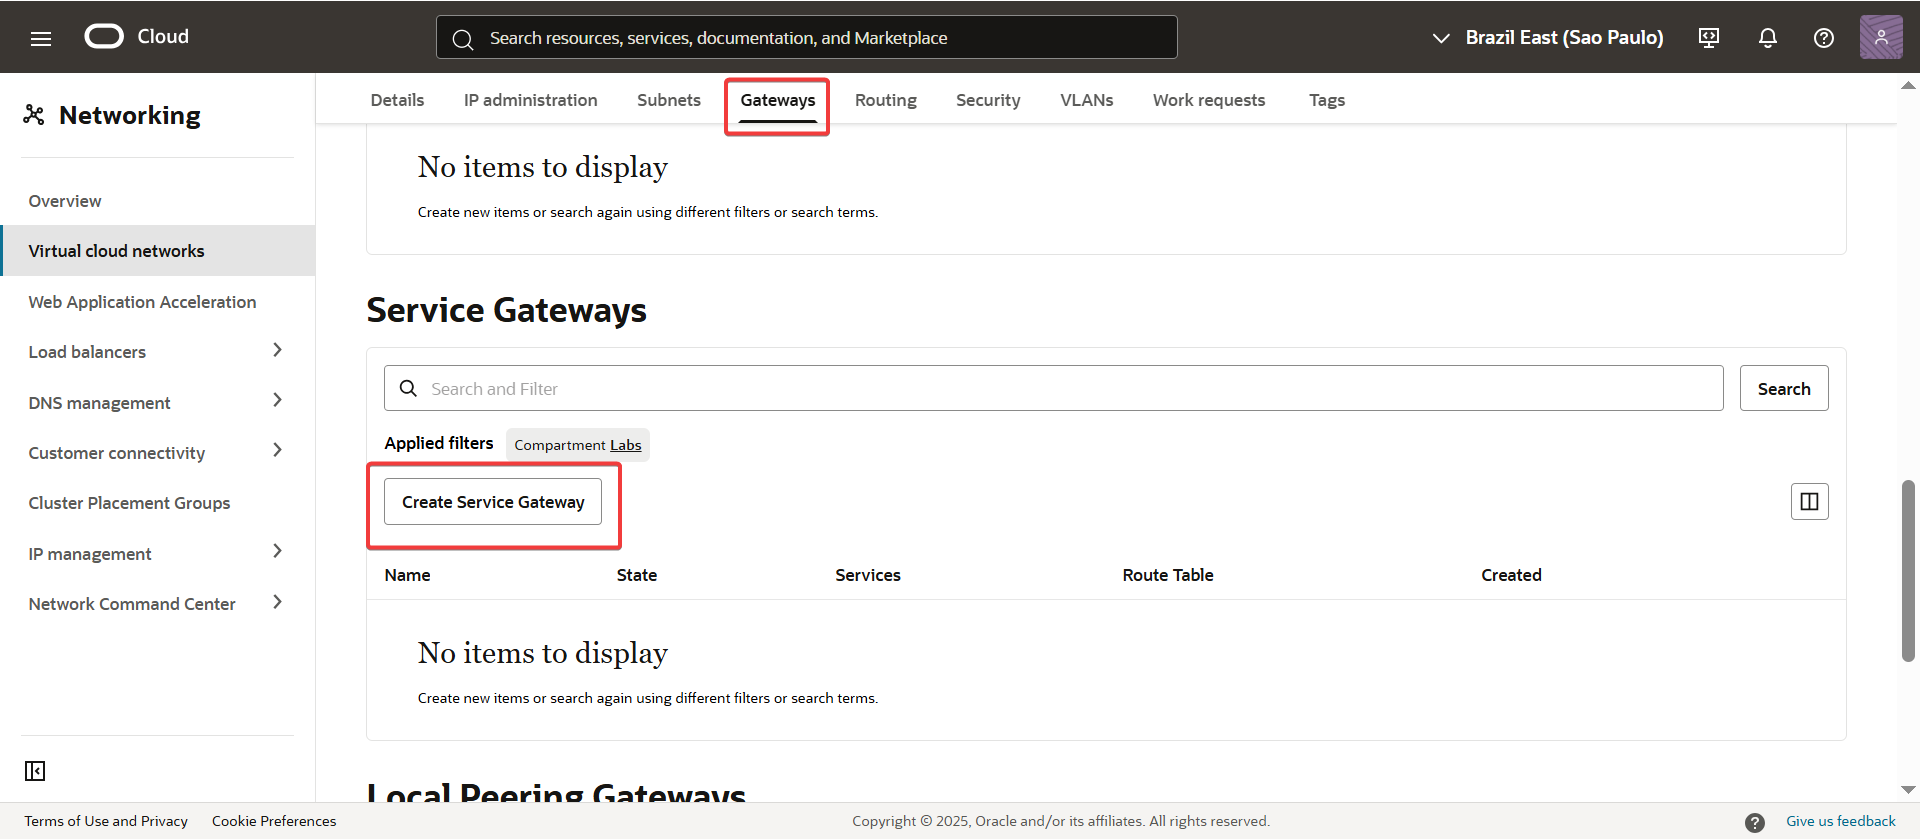 Cloud
Search resources, services, documentation, and Marketplace
Brazil East (Sao Paulo)
Networking
Overview
Virtual cloud networks
Web Application Acceleration
Load balancers
DNS management
Customer connectivity
Cluster Placement Groups
IP management
Network Command Center
Details IP administration Subnets Gateways Routing Security VLANs Work requests Tags
No items to display
Create new items or search again using different filters or search terms.
Service Gateways
Search and Filter
Search
Applied filters Compartment Labs
Create Service Gateway
Name State Services Route Table Created
No items to display
Create new items or search again using different filters or search terms.
Local Peering Gateways
Terms of Use and Privacy Cookie Preferences Copyright © 2025, Oracle and/or its affiliates. All rights reserved. Give us feedback